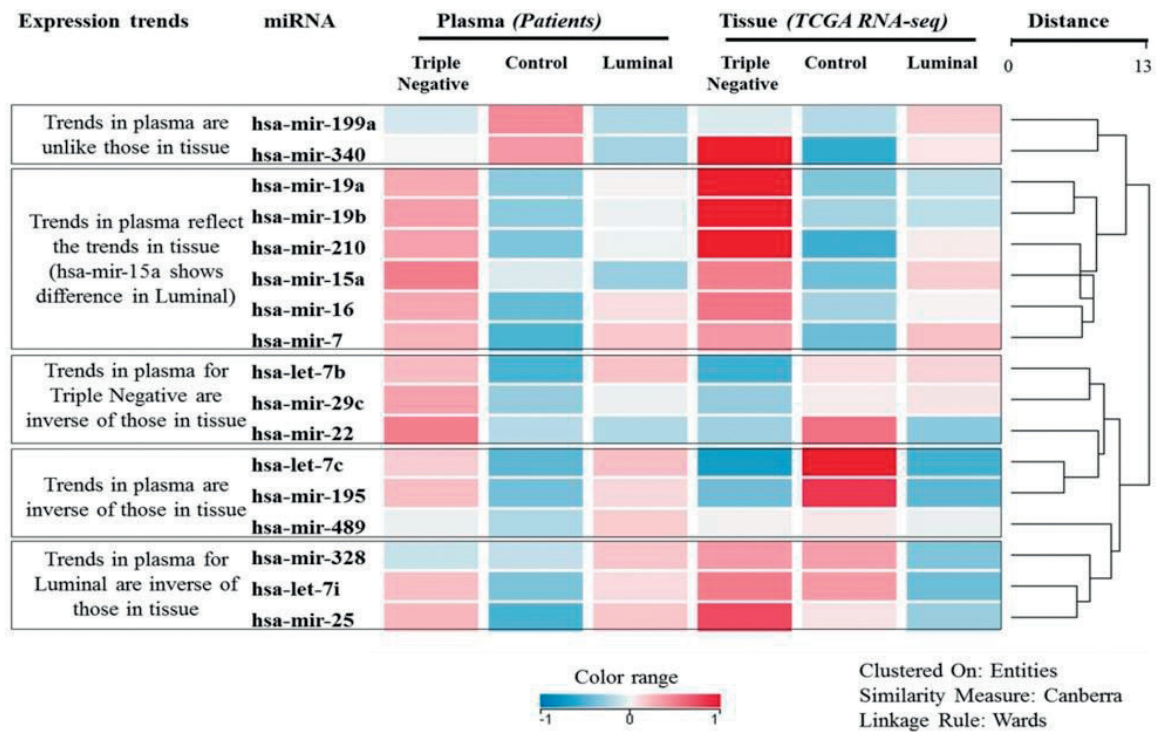 Expression trends miRNA Plasma (Patients) Tissue (TCGA RNA-seq) Distance
Triple Negative Control Luminal Triple Negative Control Luminal 0 13
Trends in plasma are
unlike those in tissue
hsa-mir-199a
hsa-mir-340
Trends in plasma reflect
the trends in tissue
(hsa-mir-15a shows
difference in Luminal)
hsa-mir-19a
hsa-mir-19b
hsa-mir-210
hsa-mir-15a
hsa-mir-16
hsa-mir-7
Trends in plasma for
Triple Negative are
inverse of those in tissue
hsa-let-7b
hsa-mir-29c
hsa-mir-22
Trends in plasma are
inverse of those in tissue
hsa-let-7c
hsa-mir-195
hsa-mir-489
Trends in plasma for
Luminal are inverse of
those in tissue
hsa-mir-328
hsa-let-7i
hsa-mir-25
Color range
-1 0 1
Clustered On: Entities
Similarity Measure: Canberra
Linkage Rule: Wards